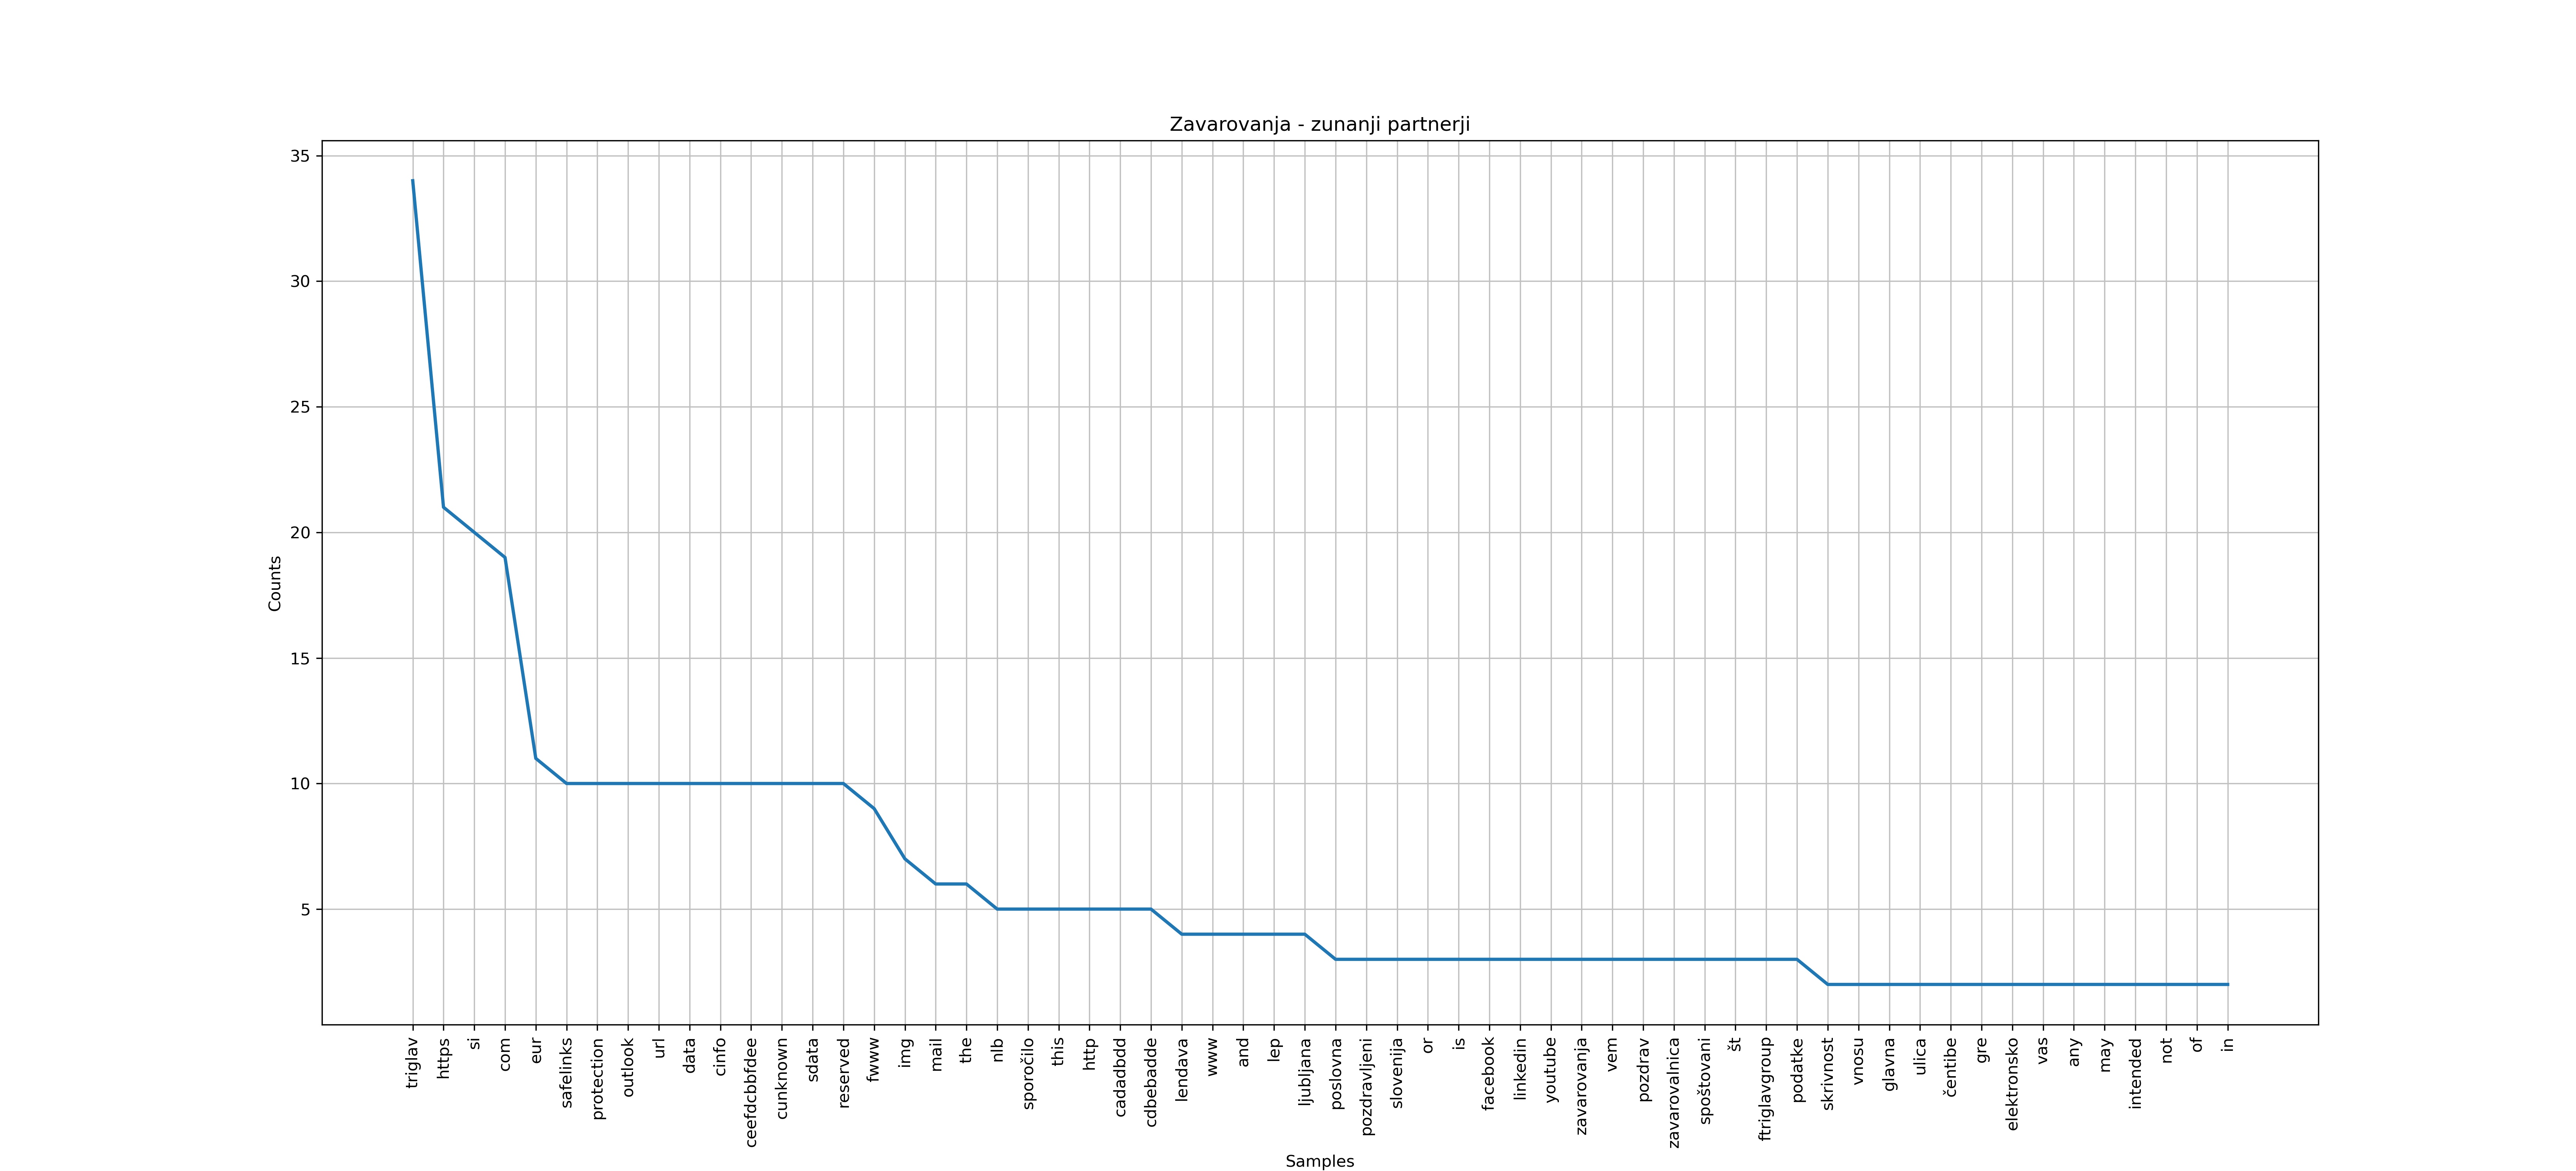 Zavarovanja - zunanji partnerji
35
30
25
20
15
10
5
Counts
triglav
https
si
com
eur
safelinks
protection
outlook
url
data
cinfo
ceefdcbbfdee
cunknown
sdata
reserved
fwww
img
mail
the
nlb
sporočilo
this
http
cadadbbdd
cdbebadde
lendava
www
and
lep
ljubljana
poslovna
pozdravljeni
slovenija
or
is
facebook
linkedin
youtube
zavarovanja
vem
pozdrav
zavarovalnica
spoštovani
št
ftriglavgroup
podatke
skrivnost
vnosu
glavna
ulica
čentibe
gre
elektronsko
vas
any
may
intended
not
of
in
Samples